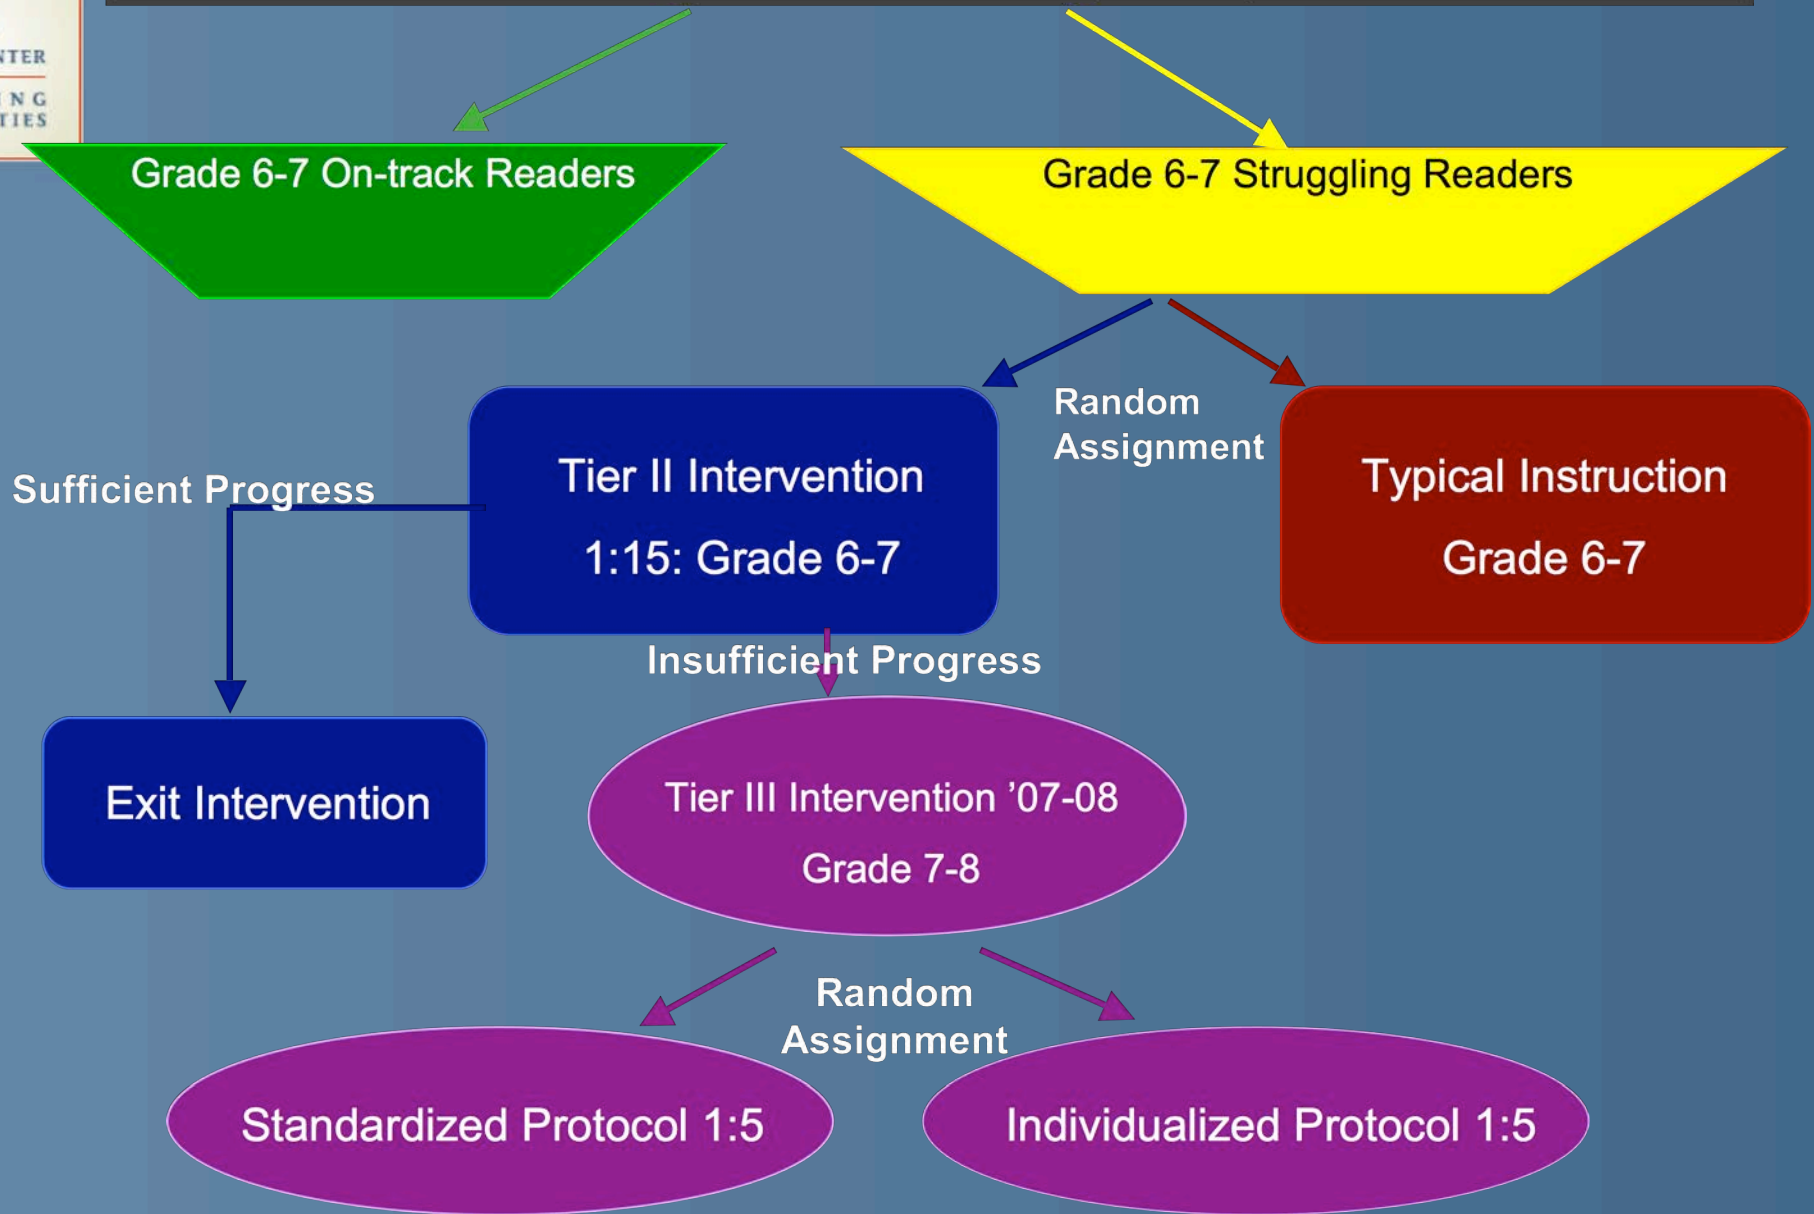 Grade 6-7 On-track Readers
Grade 6-7 Struggling Readers
Random
Assignment
Tier II Intervention
1:15: Grade 6-7
Typical Instruction
Grade 6-7
Sufficient Progress
Insufficient Progress
Exit Intervention
Tier III Intervention ’07-08
Grade 7-8
Random
Assignment
Standardized Protocol 1:5
Individualized Protocol 1:5